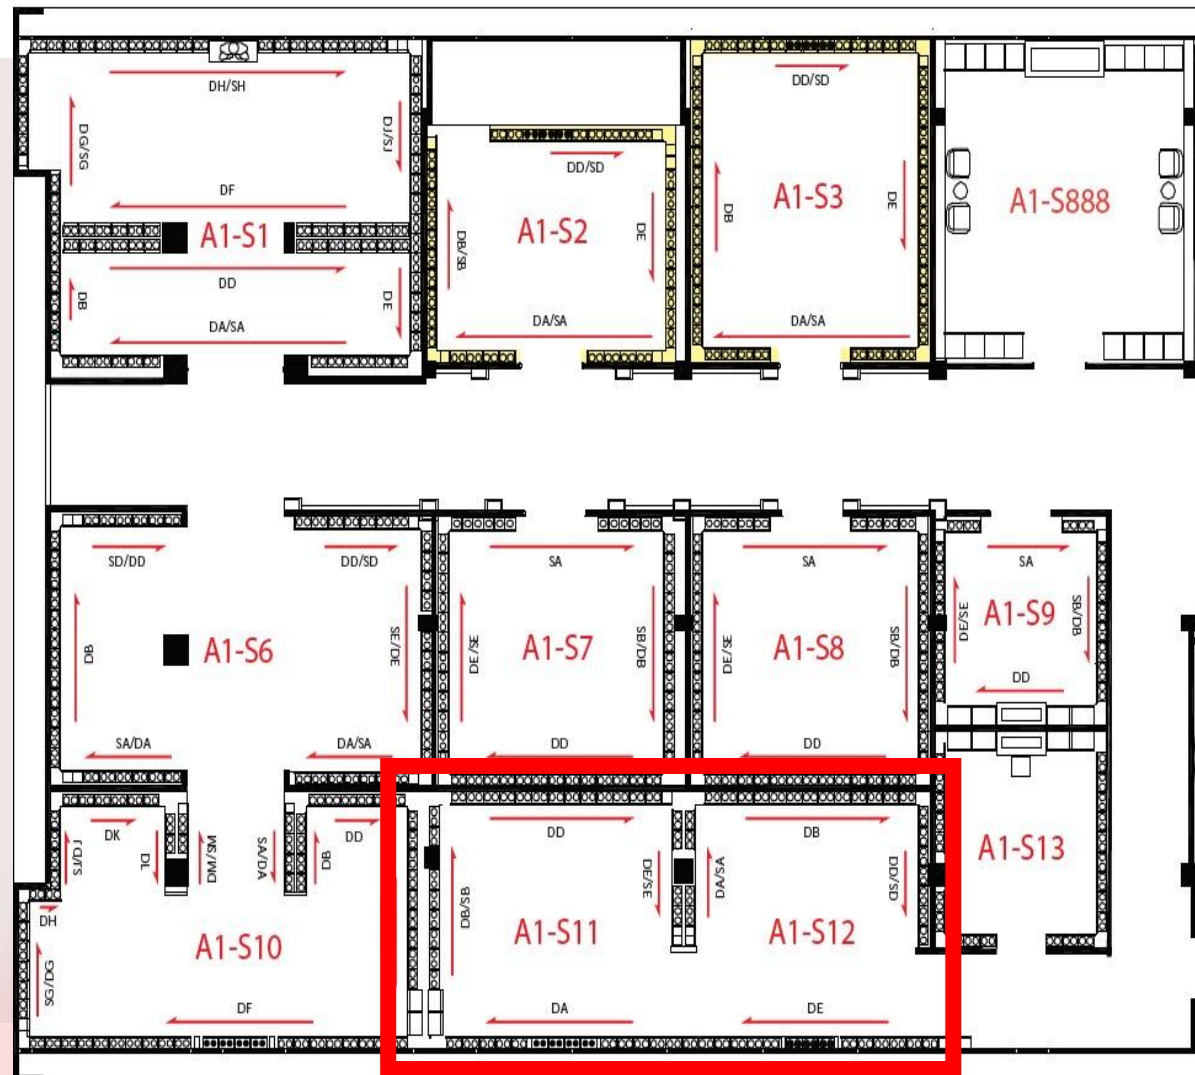 DH/SH
DG/SG
DJ/SJ
DF
A1-S1
DD
DB
DE
DA/SA
DD/SD
DB/SB
A1-S2
DE
DA/SA
DD/SD
DB
A1-S3
DE
DA/SA
A1-S888
SD/DD
DD/SD
DB
A1-S6
SE/DE
SA/DA
DA/SA
SA
DE/SE
A1-S7
SB/DB
DD
SA
DE/SE
A1-S8
SB/DB
DD
SA
DE/SE
A1-S9
SB/DB
DD
DK
DJ/SJ
DL
DM/SM
SA/DA
DB
DD
DH
SG/DG
A1-S10
DF
DD
DB/SB
DE/SE
A1-S11
DA
DB
DA/SA
DD/SD
A1-S12
DE
A1-S13